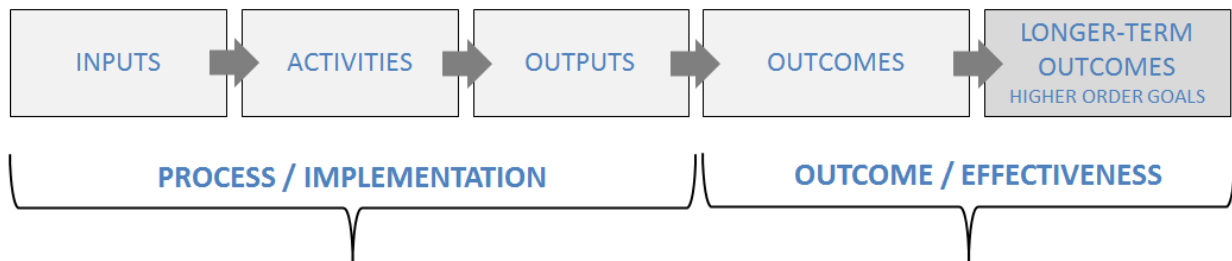 INPUTS
ACTIVITIES
OUTPUTS
OUTCOMES
LONGER-TERM
OUTCOMES
HIGHER ORDER GOALS
PROCESS / IMPLEMENTATION
OUTCOME / EFFECTIVENESS